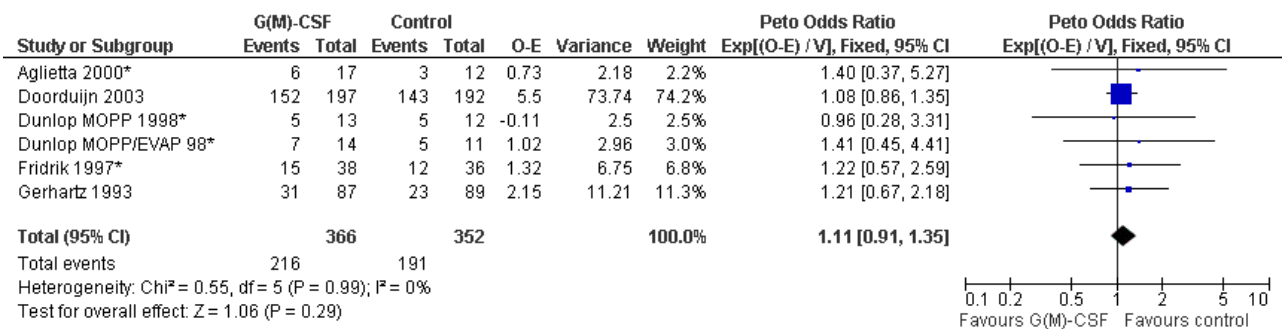 G(M)-CSF Control Peto Odds Ratio Peto Odds Ratio
Study or Subgroup Events Total Events Total O-E Variance Weight Exp[(O-E) / V], Fixed, 95% CI Exp[(O-E) / V], Fixed, 95% CI
Aglietta 2000* 6 17 3 12 0.73 2.18 2.2% 1.40 [0.37, 5.27]
Doorduijn 2003 152 197 143 192 5.5 73.74 74.2% 1.08 [0.86, 1.35]
Dunlop MOPP 1998* 5 13 5 12 -0.11 2.5 2.5% 0.96 [0.28, 3.31]
Dunlop MOPP/EVAP 98* 7 14 5 11 1.02 2.96 3.0% 1.41 [0.45, 4.41]
Fridrik 1997* 15 38 12 36 1.32 6.75 6.8% 1.22 [0.57, 2.59]
Gerhartz 1993 31 87 23 89 2.15 11.21 11.3% 1.21 [0.67, 2.18]
Total (95% CI) 366 352 100.0% 1.11 [0.91, 1.35]
Total events 216 191
Heterogeneity: Chi² = 0.55, df = 5 (P = 0.99); I² = 0%
Test for overall effect: Z = 1.06 (P = 0.29)
0.1 0.2 0.5 1 2 5 10
Favours G(M)-CSF Favours control